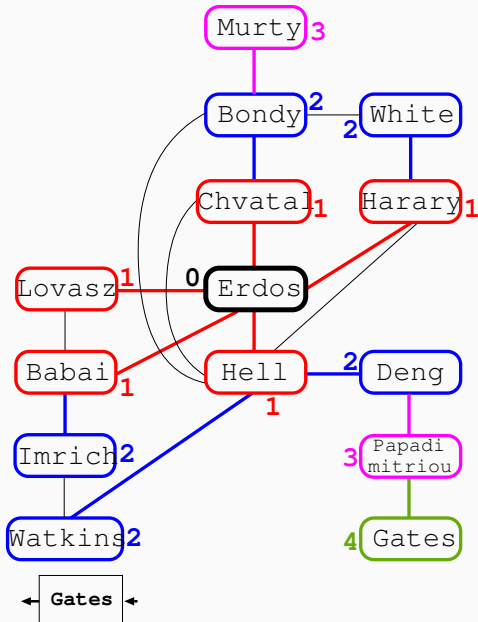 Murty 3
Bondy 2 White
2
Chvatal 1 Harary 1
Lovasz 1 0 Erdos
Babai 1 Hell 1 2 Deng
Imrich 2 3 Papadi
mitriou
Watkins 2 4 Gates
Gates